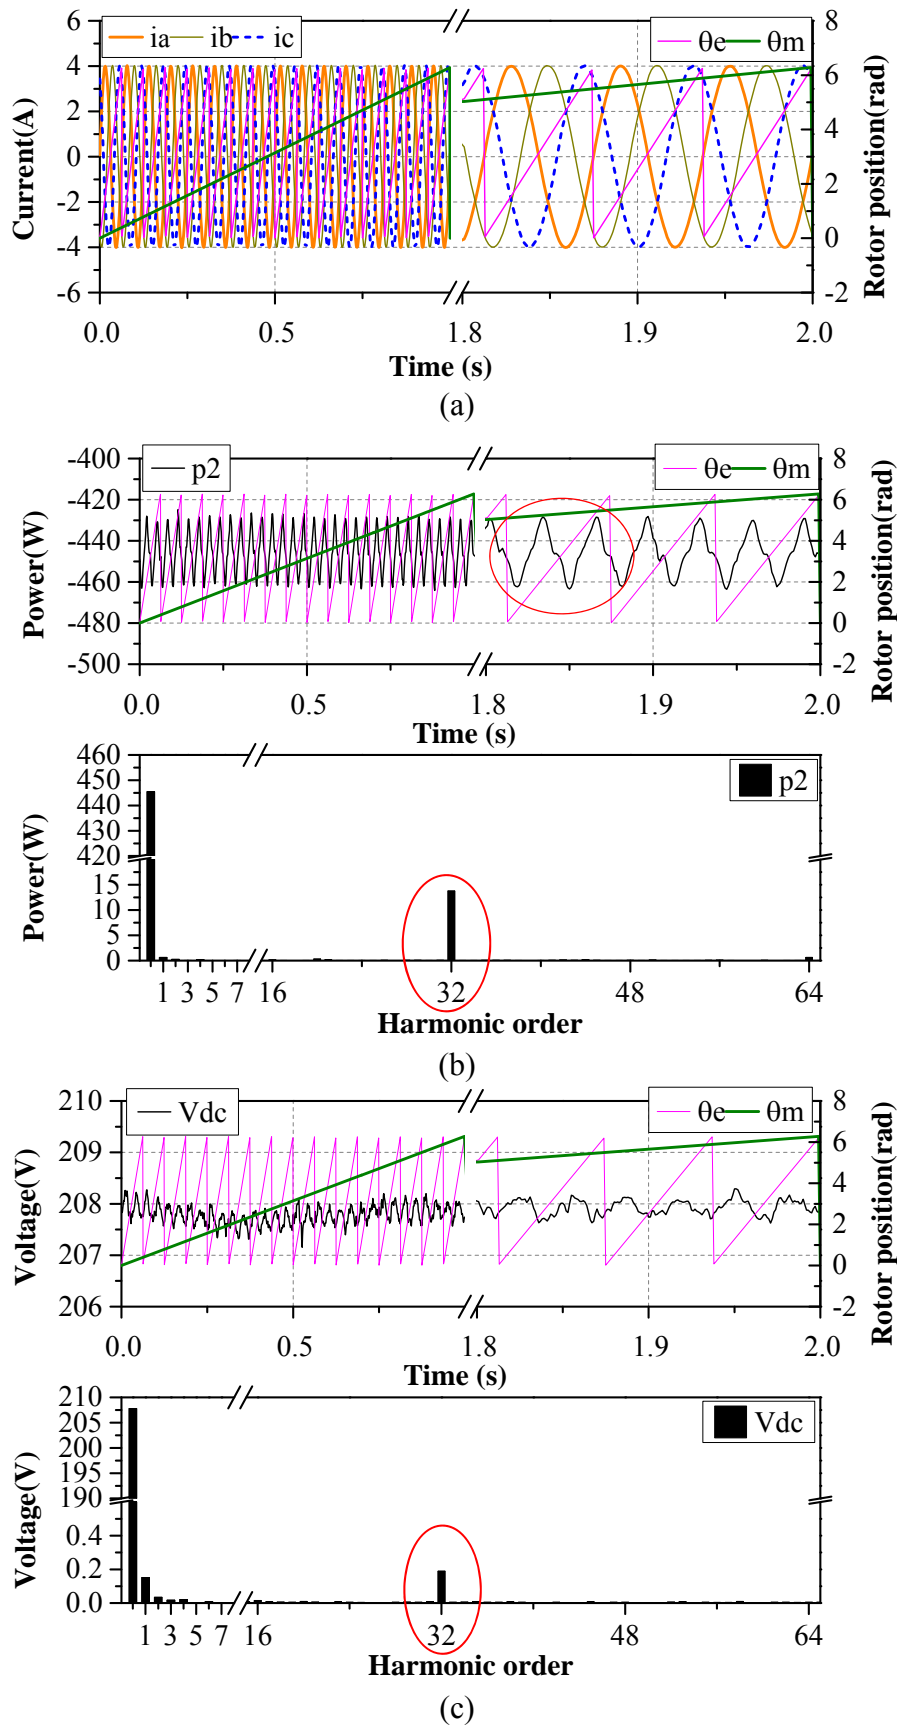 6 8
ia ib ic θe θm
4 6
2 4
0 2
-2
-4 0
-6 -2
Current(A)
Rotor position(rad)
0.0 0.5 1.8 1.9 2.0
Time (s)
(a)
-400 8
p2 θe θm
-420 6
-440 4
-460 2
-480 0
-500 -2
Power(W)
Rotor position(rad)
0.0 0.5 1.8 1.9 2.0
Time (s)
460
p2
450
440
430
420
15
10
5
0
Power(W)
1 3 5 7 16 32 48 64
Harmonic order
(b)
210 8
Vdc θe θm
209 6
208 4
2
207 0
206 -2
Voltage(V)
Rotor position(rad)
0.0 0.5 1.8 1.9 2.0
Time (s)
210
Vdc
205
200
195
190
0.4
0.2
0.0
Voltage(V)
1 3 5 7 16 32 48 64
Harmonic order
(c)